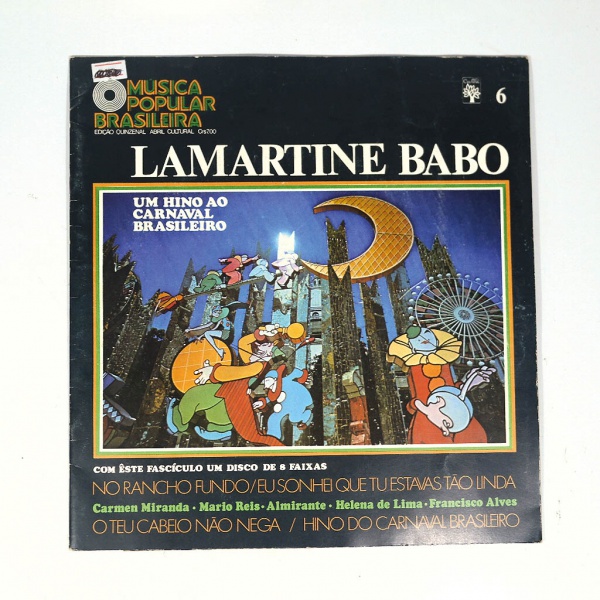 MÚSICA
POPULAR
BRASILEIRA
EDIÇÃO QUINZENAL ABRIL CULTURAL Cr$7,00
6
LAMARTINE BABO
UM HINO AO
CARNAVAL
BRASILEIRO
COM ÊSTE FASCÍCULO UM DISCO DE 8 FAIXAS
NO RANCHO FUNDO/EU SONHEI QUE TU ESTAVAS TÃO LINDA
Carmen Miranda • Mario Reis • Almirante • Helena de Lima • Francisco Alves
O TEU CABELO NÃO NEGA / HINO DO CARNAVAL BRASILEIRO